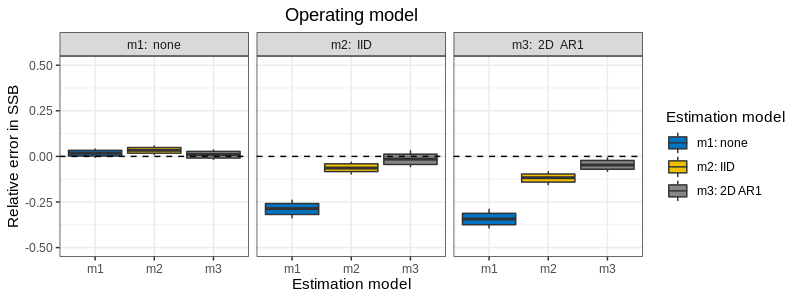 Operating model
m1: none
m2: IID
m3: 2D AR1
Relative error in SSB
0.50
0.25
0.00
-0.25
-0.50
m1 m2 m3 m1 m2 m3 m1 m2 m3
Estimation model
Estimation model
m1: none
m2: IID
m3: 2D AR1